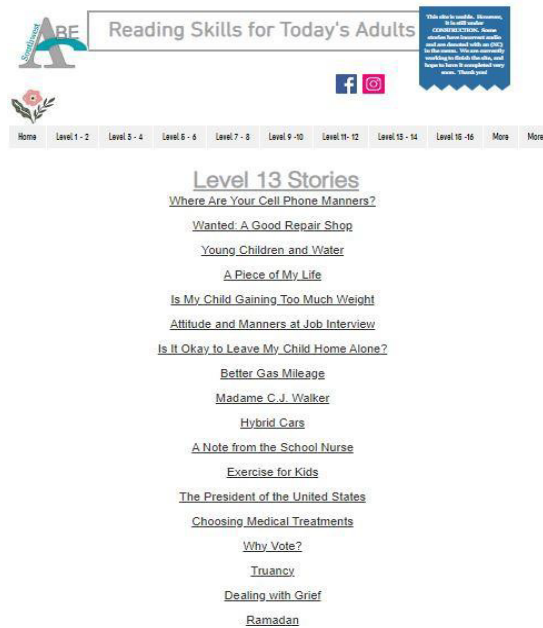 Southwest
ABE
Reading Skills for Today's Adults
This site is usable. However,
it is still under
CONSTRUCTION. Some
stories have incorrect audio
and are denoted with an (NC)
in the menu. We are currently
working to finish the site, and
hope to have it completed very
soon. Thank you!
Home Level 1 - 2 Level 3 - 4 Level 5 - 6 Level 7 - 8 Level 9 -10 Level 11- 12 Level 13 - 14 Level 15 -16 More More
Level 13 Stories
Where Are Your Cell Phone Manners?
Wanted: A Good Repair Shop
Young Children and Water
A Piece of My Life
Is My Child Gaining Too Much Weight
Attitude and Manners at Job Interview
Is It Okay to Leave My Child Home Alone?
Better Gas Mileage
Madame C.J. Walker
Hybrid Cars
A Note from the School Nurse
Exercise for Kids
The President of the United States
Choosing Medical Treatments
Why Vote?
Truancy
Dealing with Grief
Ramadan